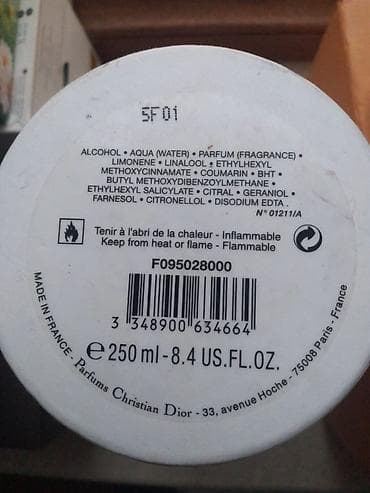 5F01
ALCOHOL • AQUA (WATER) • PARFUM (FRAGRANCE) •
LIMONENE • LINALOOL • ETHYLHEXYL
METHOXYCINNAMATE • COUMARIN • BHT •
BUTYL METHOXYDIBENZOYLMETHANE •
ETHYLHEXYL SALICYLATE • CITRAL • GERANIOL •
FARNESOL • CITRONELLOL • DISODIUM EDTA .
N° 01211/A
Tenir à l'abri de la chaleur - Inflammable
Keep from heat or flame - Flammable
F095028000
3 348900 634664
e 250 ml - 8.4 US.FL.OZ.
MADE IN FRANCE - Parfums Christian Dior - 33, avenue Hoche - 75008 Paris - France